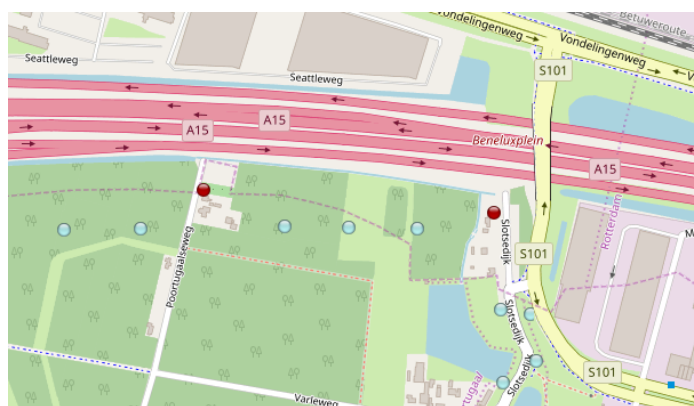 Vondelingenweg
Betuweroute
Vondelingenweg
Seattleweg
Seattleweg
S101
A15
A15
Beneluxplein
A15
Rotterdam
Poortugaalseweg
Slotsedijk
S101
Slotsedijk
Slotsedijk
S101
Varleweg